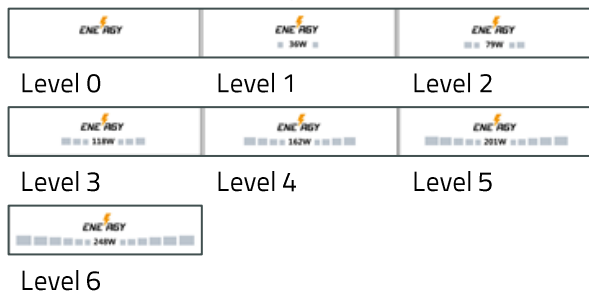 ENERGY ENERGY ENERGY
36W 79W
Level 0 Level 1 Level 2
ENERGY ENERGY ENERGY
118W 162W 201W
Level 3 Level 4 Level 5
ENERGY
248W
Level 6